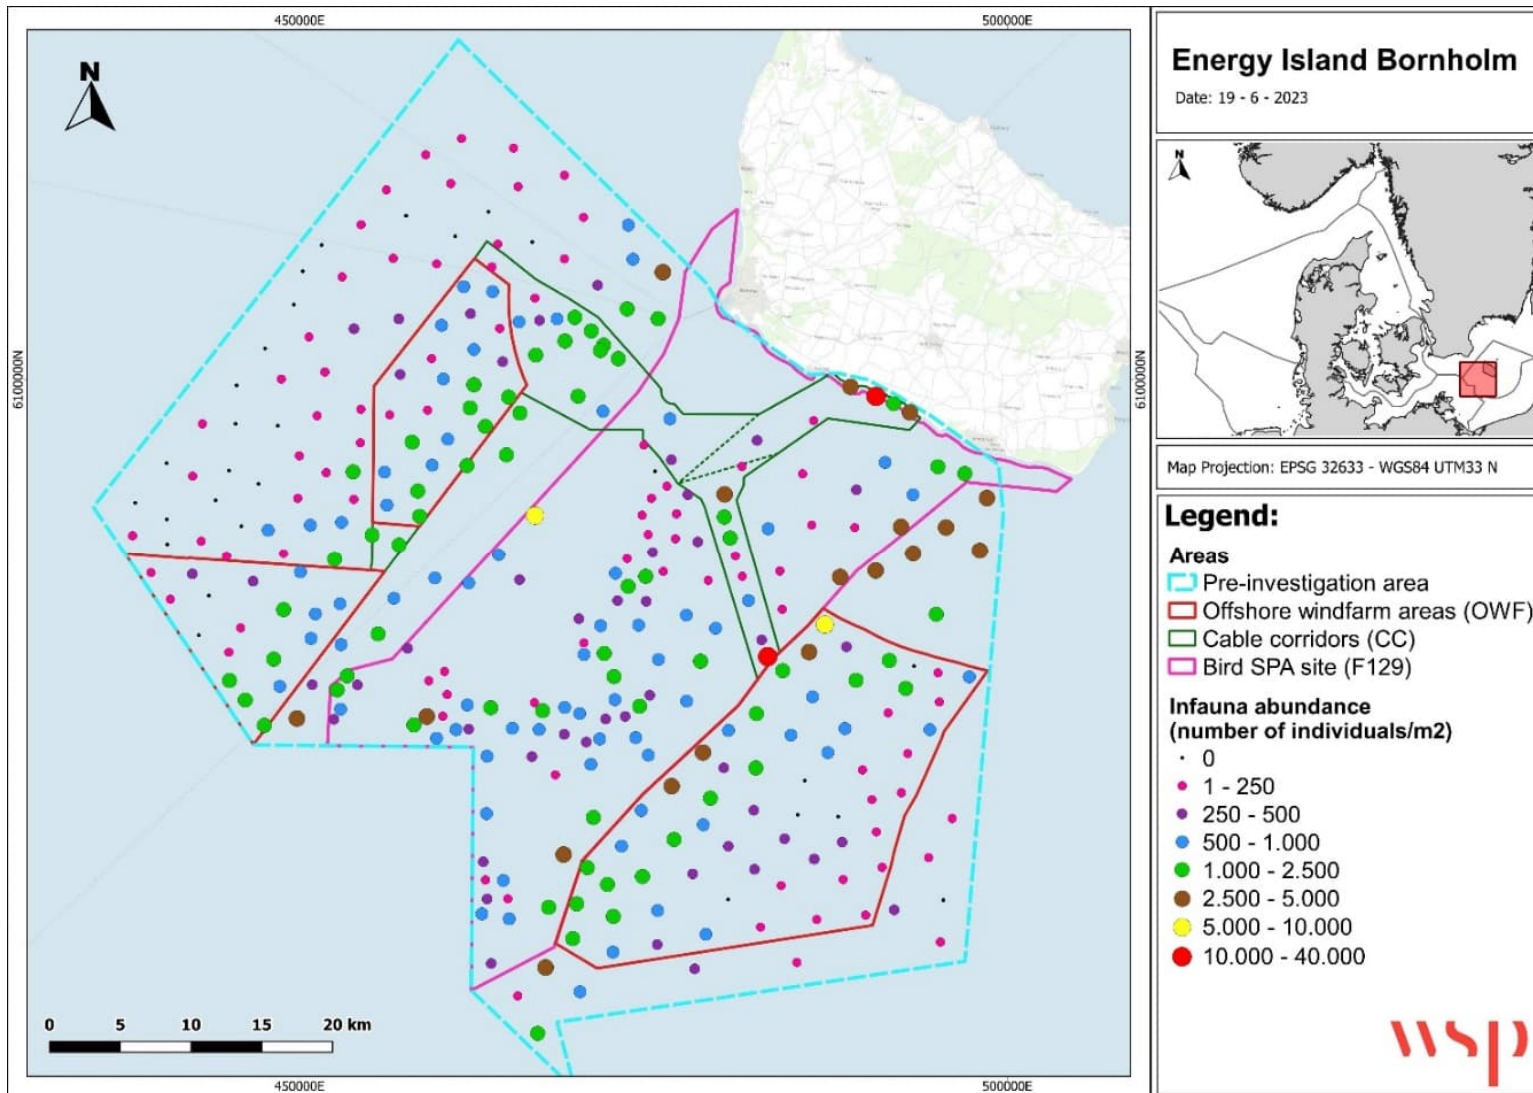 450000E
500000E
N
6100000N
6100000N
0 5 10 15 20 km
450000E
500000E
Energy Island Bornholm
Date: 19 - 6 - 2023
N
Map Projection: EPSG 32633 - WGS84 UTM33 N
Legend:
Areas
Pre-investigation area
Offshore windfarm areas (OWF)
Cable corridors (CC)
Bird SPA site (F129)
Infauna abundance
(number of individuals/m2)
0
1 - 250
250 - 500
500 - 1.000
1.000 - 2.500
2.500 - 5.000
5.000 - 10.000
10.000 - 40.000
wsp